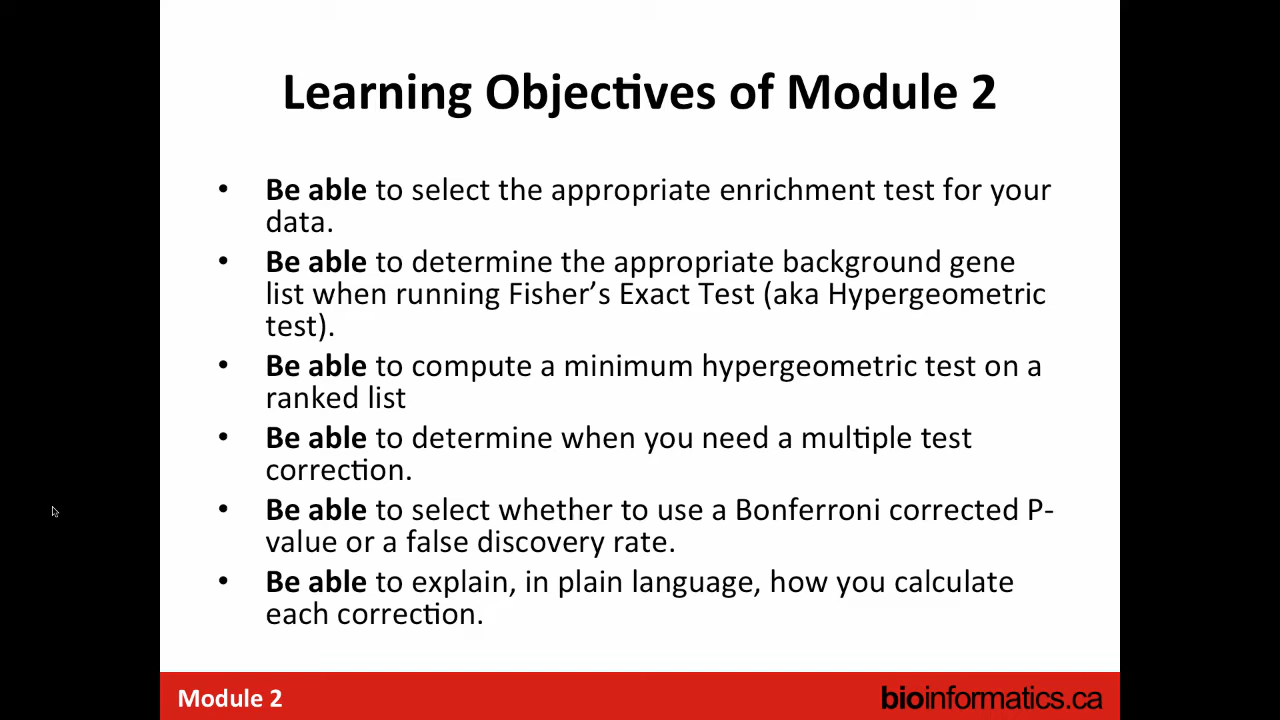 Learning Objectives of Module 2
• Be able to select the appropriate enrichment test for your
data.
• Be able to determine the appropriate background gene
list when running Fisher’s Exact Test (aka Hypergeometric
test).
• Be able to compute a minimum hypergeometric test on a
ranked list
• Be able to determine when you need a multiple test
correction.
• Be able to select whether to use a Bonferroni corrected P-
value or a false discovery rate.
• Be able to explain, in plain language, how you calculate
each correction.
Module 2
bioinformatics.ca